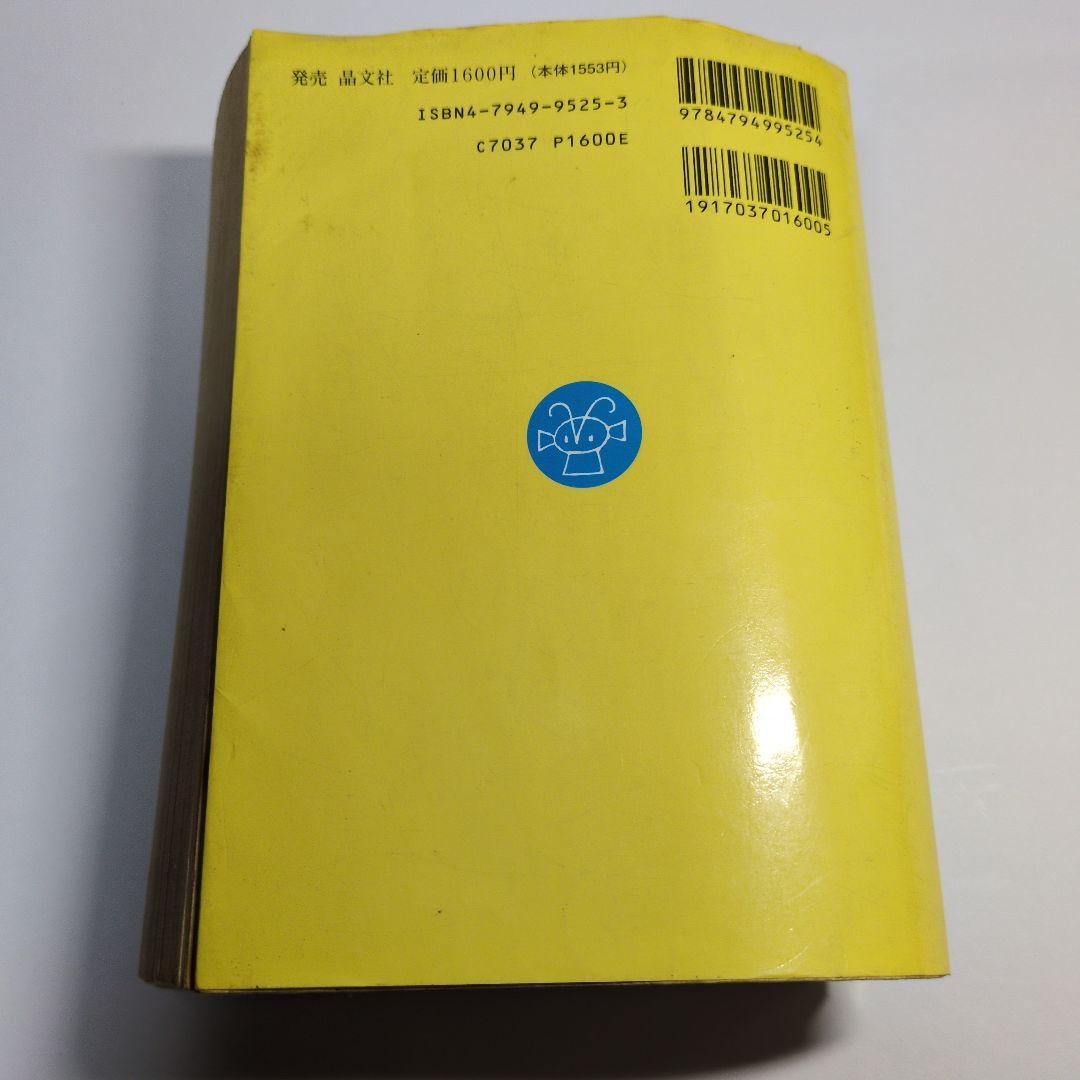 発売 晶文社 定価1600円 （本体1553円）
ISBN4-7949-9525-3
C7037 P1600E
9784794995254
1917037016005